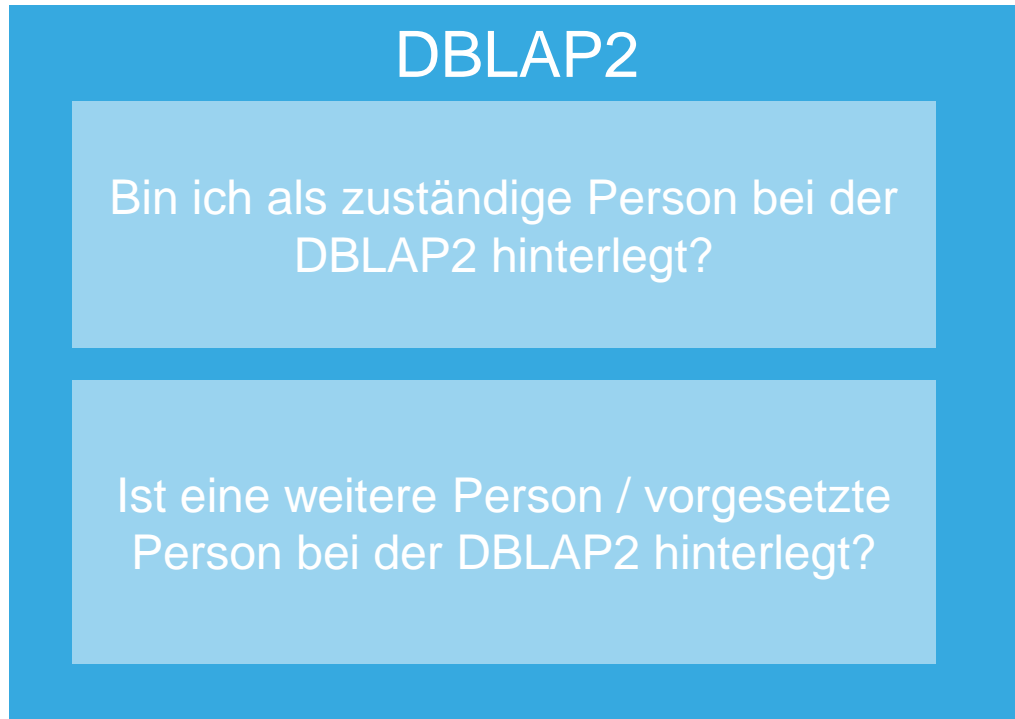 DBLAP2
Bin ich als zuständige Person bei der
DBLAP2 hinterlegt?
Ist eine weitere Person / vorgesetzte
Person bei der DBLAP2 hinterlegt?